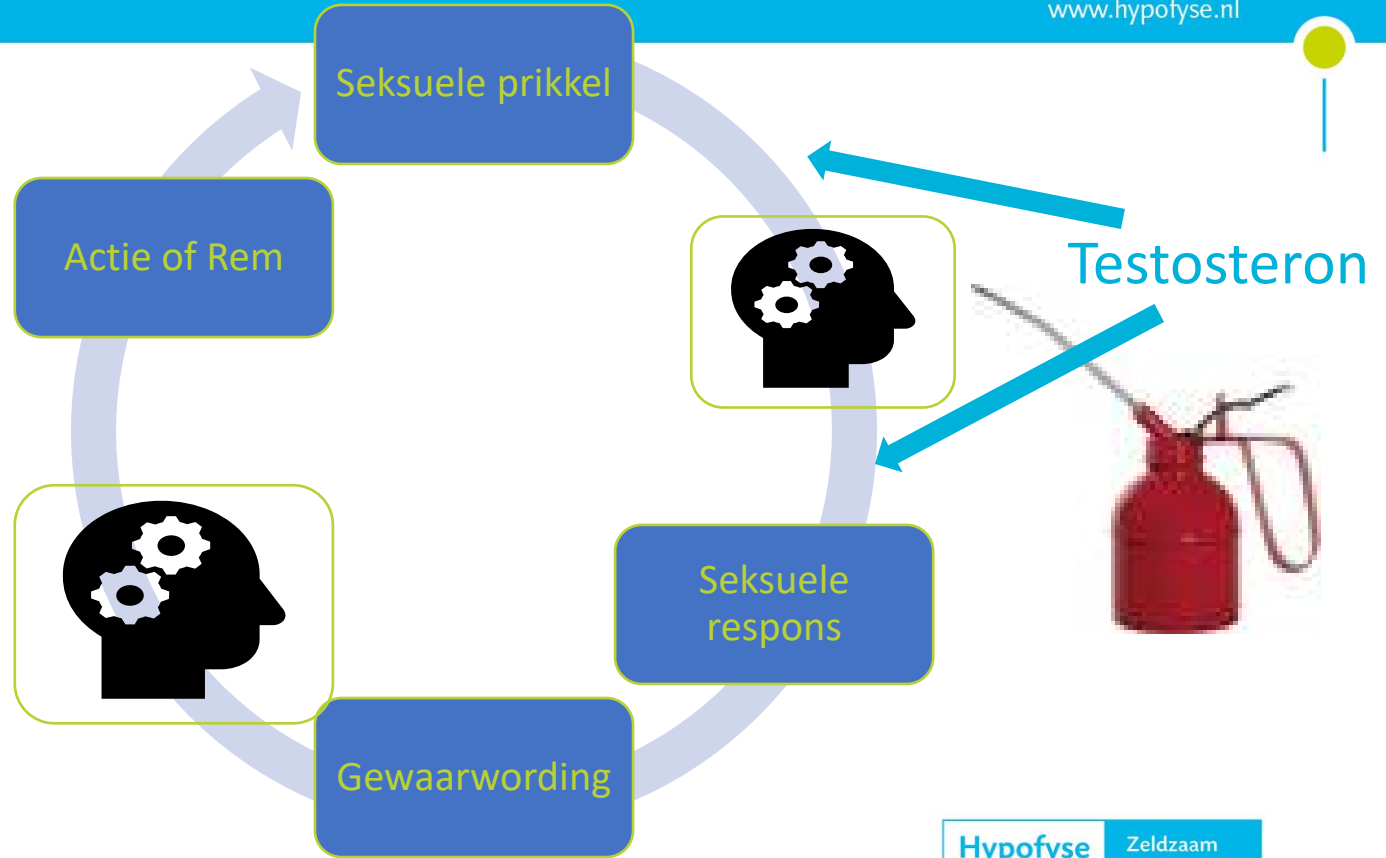 www.hypofyse.nl
Seksuele prikkel
Actie of Rem
Testosteron
Seksuele
respons
Gewaarwording
Hypofyse
Zeldzaam